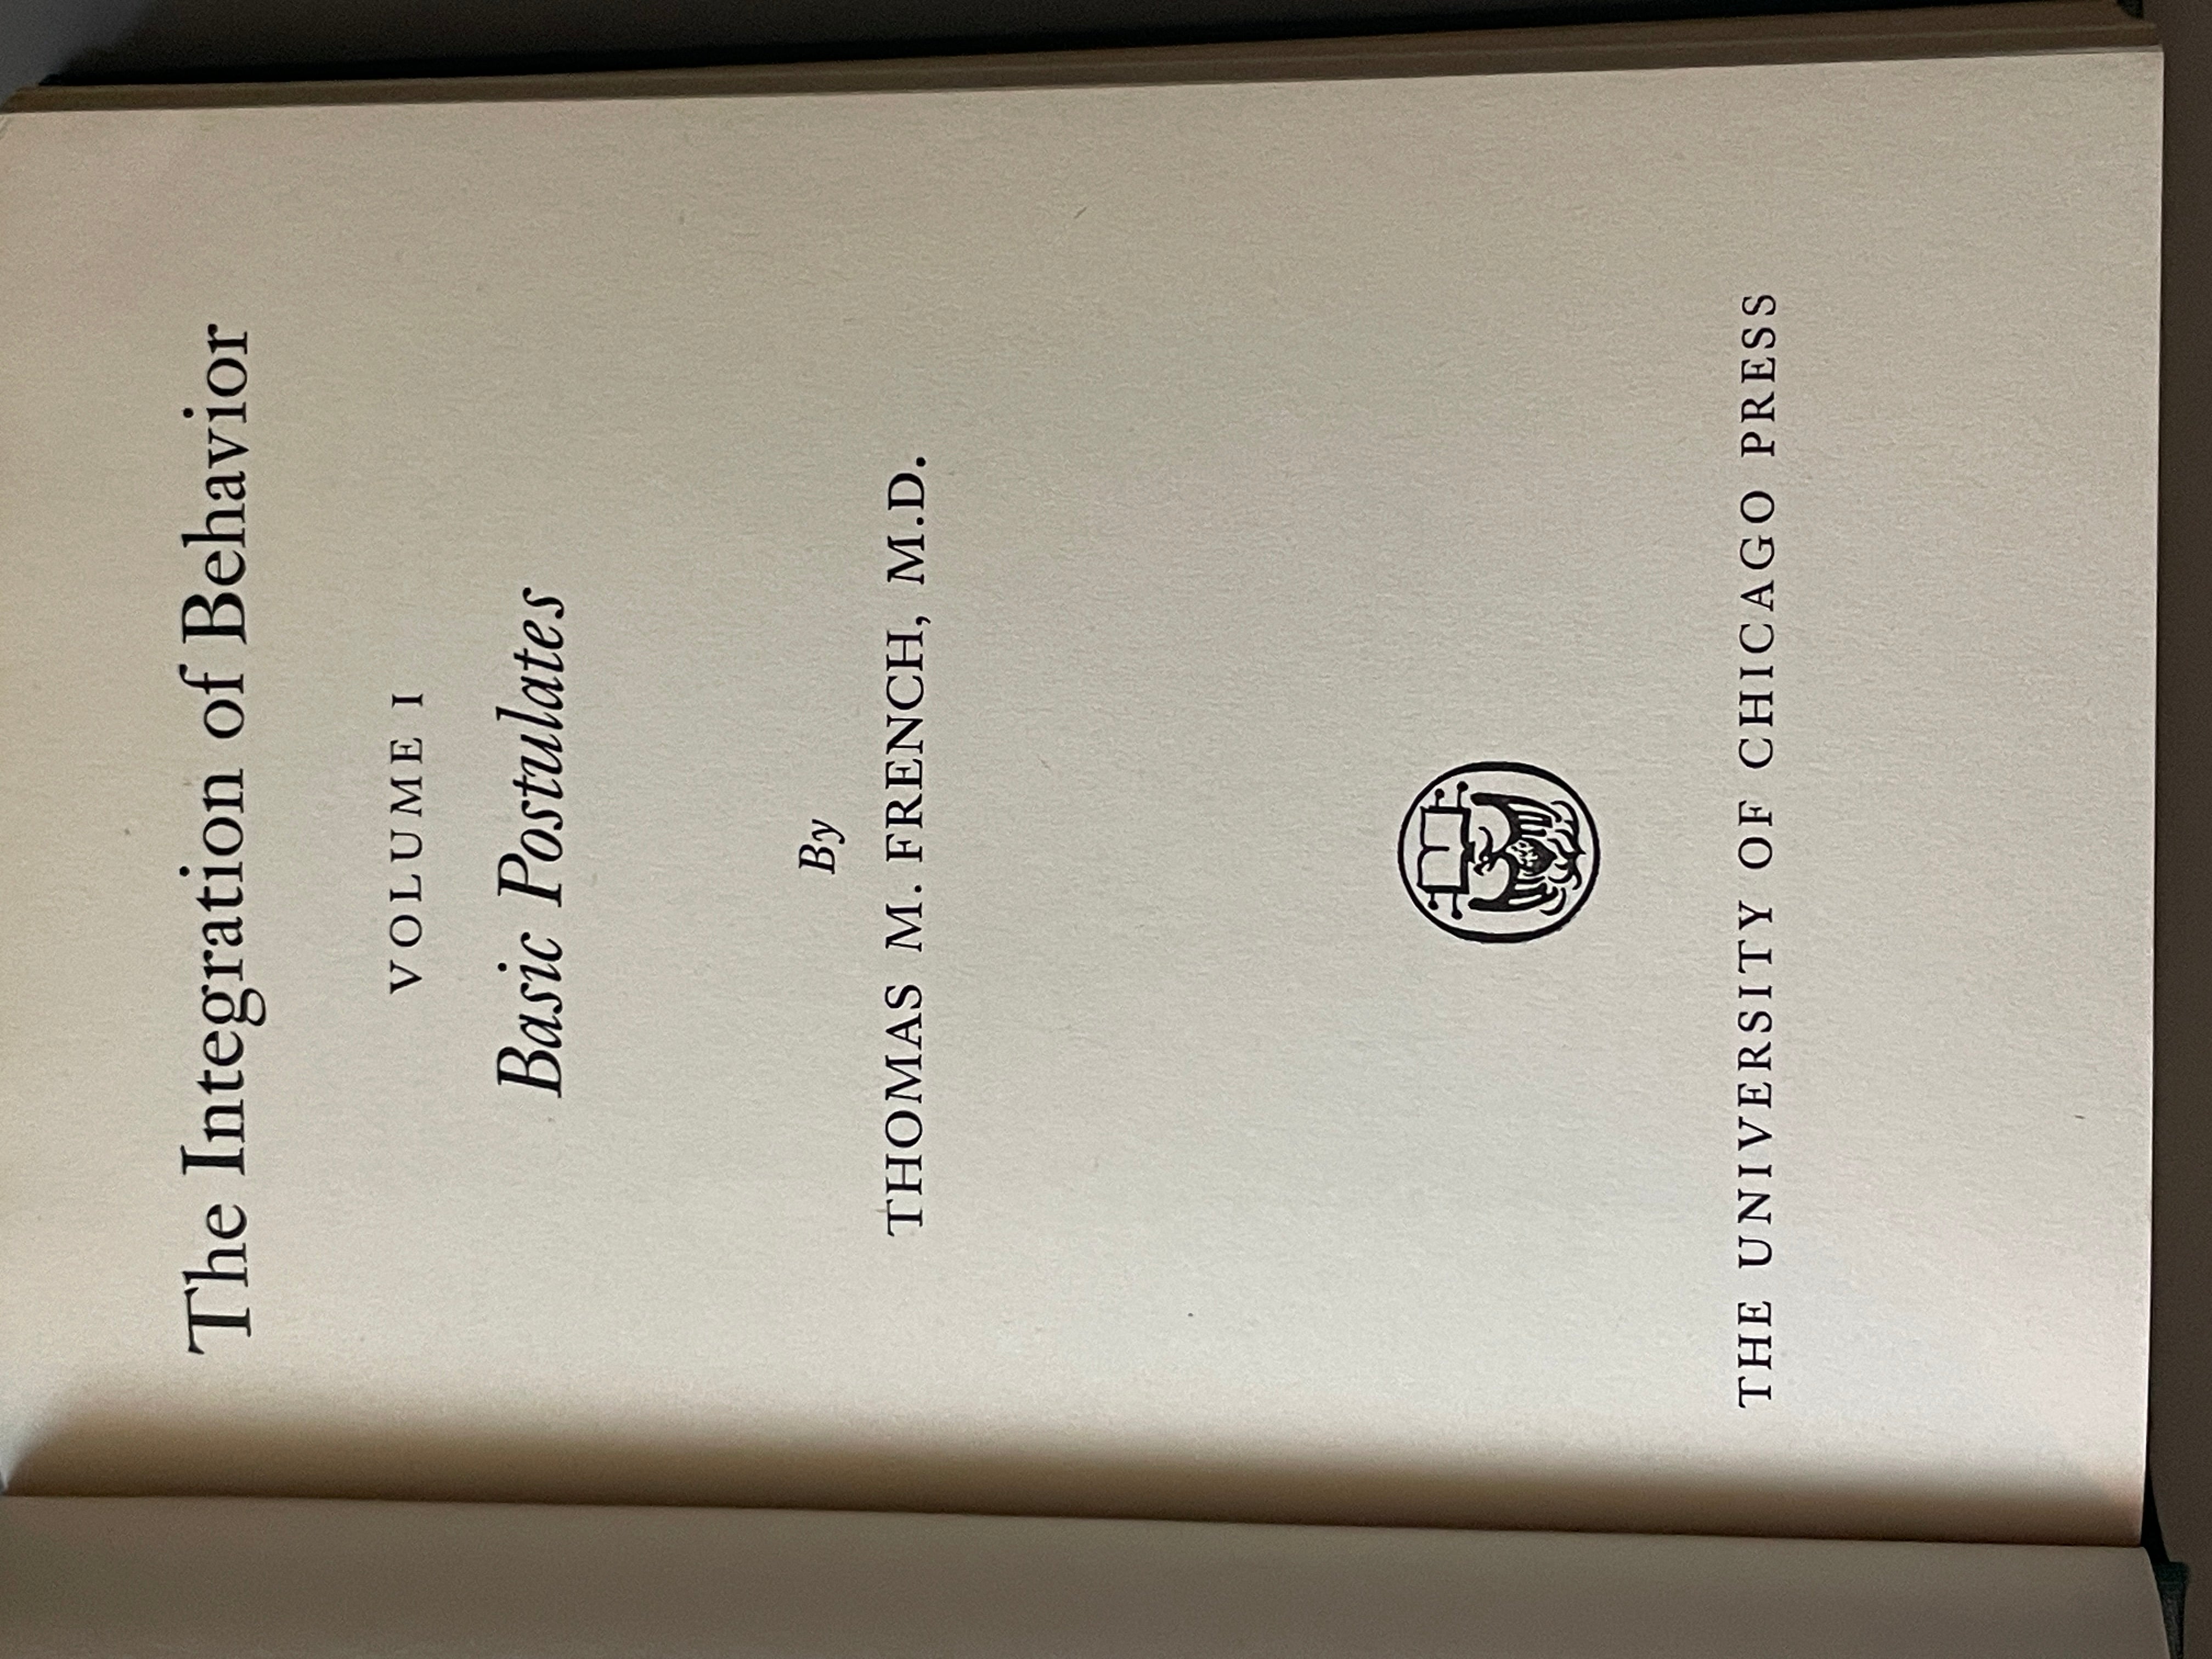 The Integration of Behavior
VOLUME I
Basic Postulates
By
THOMAS M. FRENCH, M.D.
THE UNIVERSITY OF CHICAGO PRESS